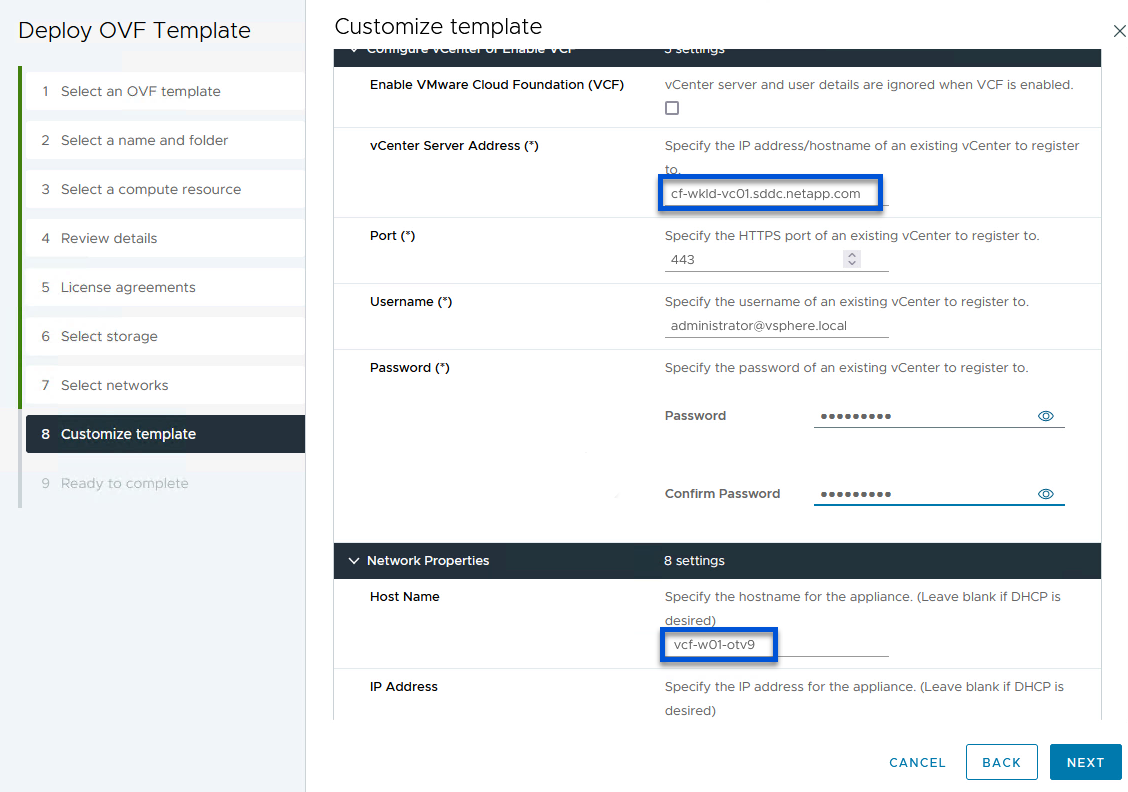 Deploy OVF Template
1 Select an OVF template
2 Select a name and folder
3 Select a compute resource
4 Review details
5 License agreements
6 Select storage
7 Select networks
8 Customize template
9 Ready to complete
Customize template
Configure vCenter or Enable VCF 5 settings
Enable VMware Cloud Foundation (VCF) vCenter server and user details are ignored when VCF is enabled.
vCenter Server Address (*) Specify the IP address/hostname of an existing vCenter to register
to.
cf-wkld-vc01.sddc.netapp.com
Port (*) Specify the HTTPS port of an existing vCenter to register to.
443
Username (*) Specify the username of an existing vCenter to register to.
administrator@vsphere.local
Password (*) Specify the password of an existing vCenter to register to.
Password •••••••••
Confirm Password •••••••••
Network Properties 8 settings
Host Name Specify the hostname for the appliance. (Leave blank if DHCP is
desired)
vcf-w01-otv9
IP Address Specify the IP address for the appliance. (Leave blank if DHCP is
desired)
CANCEL BACK NEXT